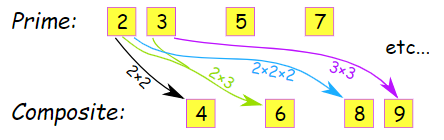 Prime: 2 3 5 7
etc...
2×2 2×3 2×2×2 3×3
Composite: 4 6 8 9